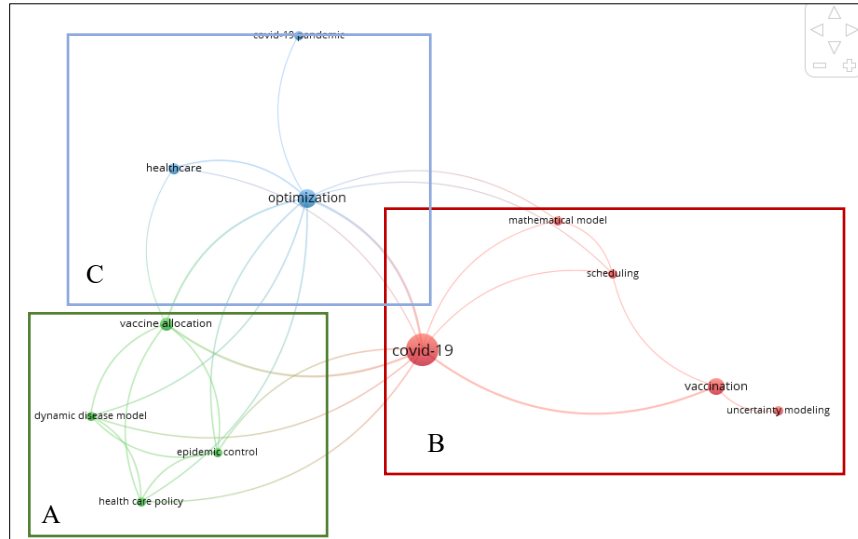 covid-19 pandemic
healthcare
optimization
C
mathematical model
scheduling
vaccine allocation
covid-19
vaccination
uncertainty modeling
dynamic disease model
epidemic control
B
health care policy
A